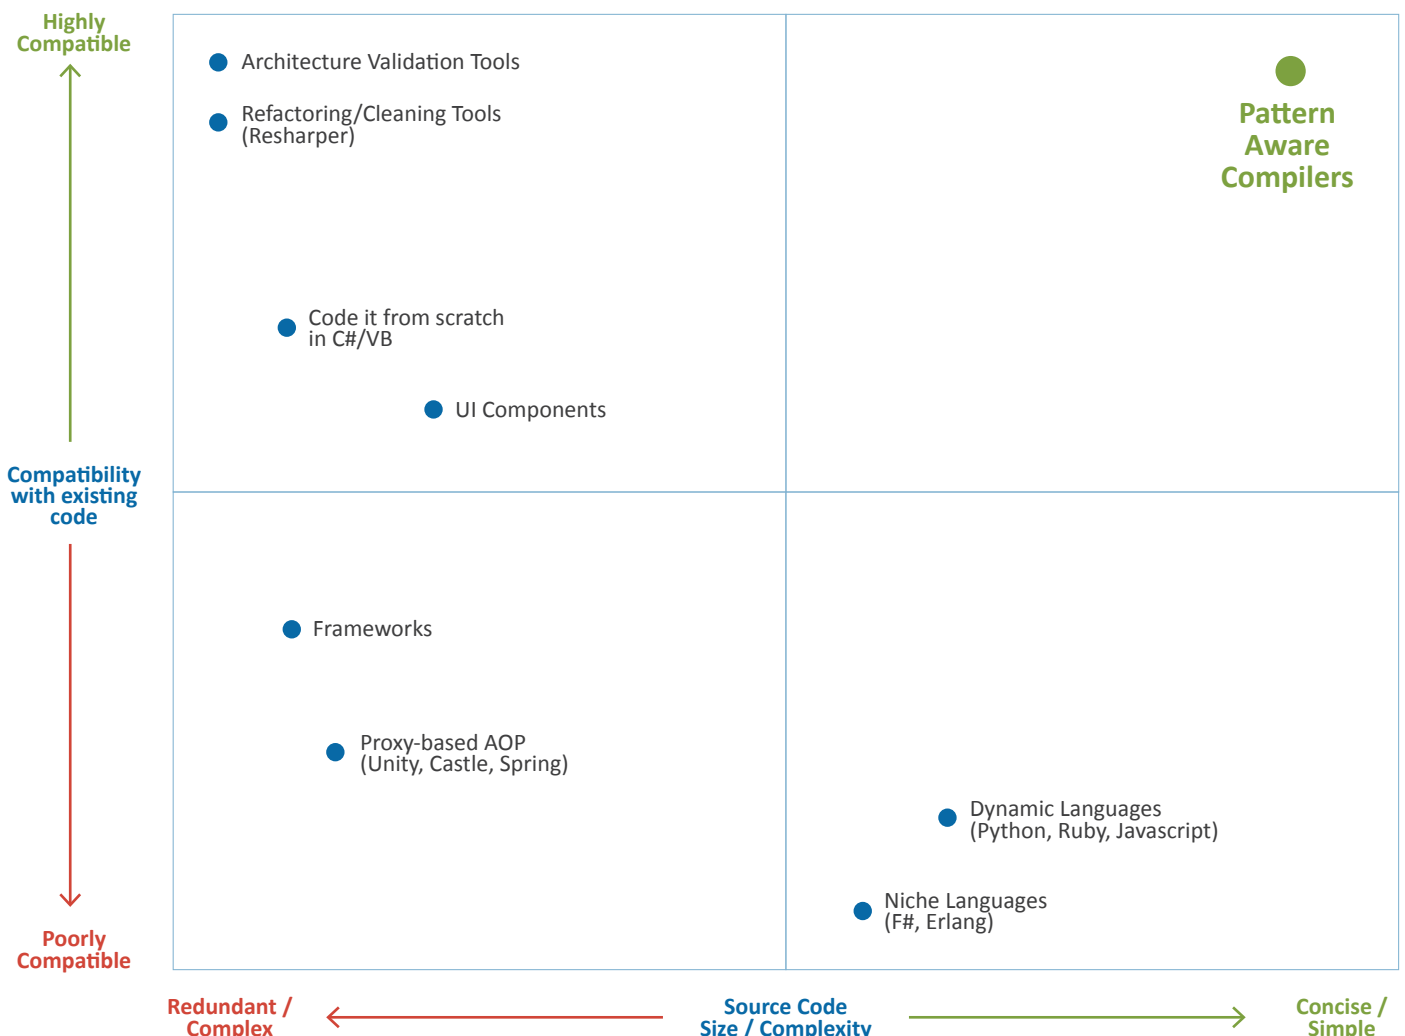 Highly
Compatible
Architecture Validation Tools
Refactoring/Cleaning Tools
(Resharper)
Pattern
Aware
Compilers
Code it from scratch
in C#/VB
UI Components
Compatibility
with existing
code
Frameworks
Proxy-based AOP
(Unity, Castle, Spring)
Dynamic Languages
(Python, Ruby, Javascript)
Niche Languages
(F#, Erlang)
Poorly
Compatible
Redundant /
Complex
Source Code
Size / Complexity
Concise /
Simple